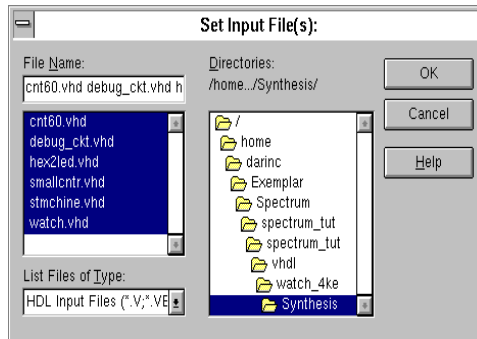 Set Input File(s):
File Name:
cnt60.vhd debug_ckt.vhd h
cnt60.vhd
debug_ckt.vhd
hex2led.vhd
smallcntr.vhd
stmchine.vhd
watch.vhd
List Files of Type:
HDL Input Files (*.V;*.VE
Directories:
/home.../Synthesis/
/
home
darinc
Exemplar
Spectrum
spectrum_tut
spectrum_tut
vhdl
watch_4ke
Synthesis
OK
Cancel
Help